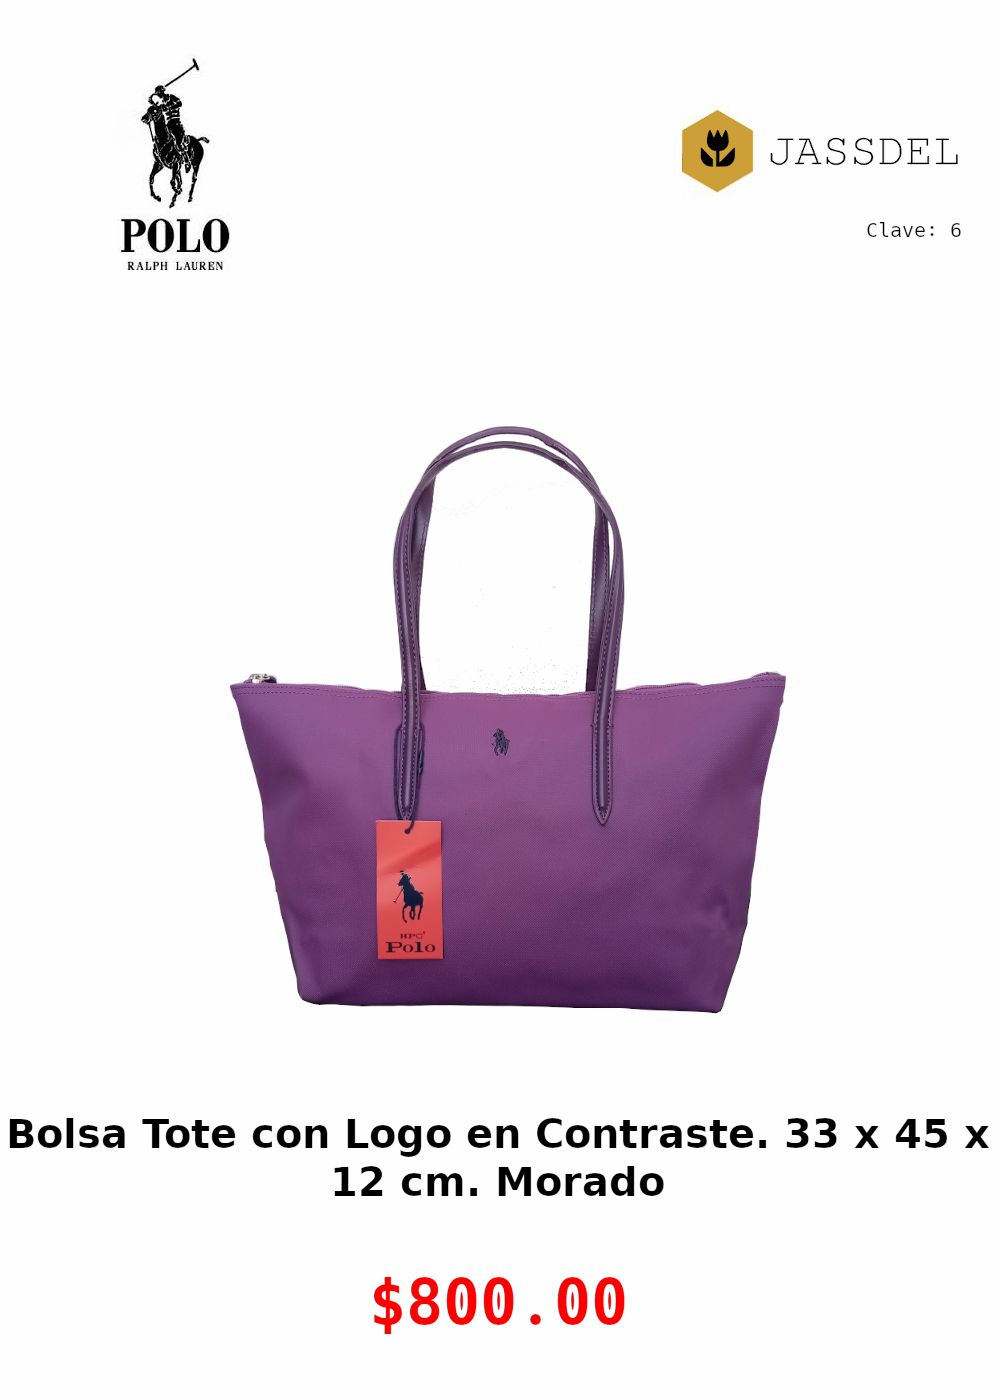 POLO
RALPH LAUREN
JASSDEL
Clave: 6
HPC
Polo
Bolsa Tote con Logo en Contraste. 33 x 45 x
12 cm. Morado
$800.00